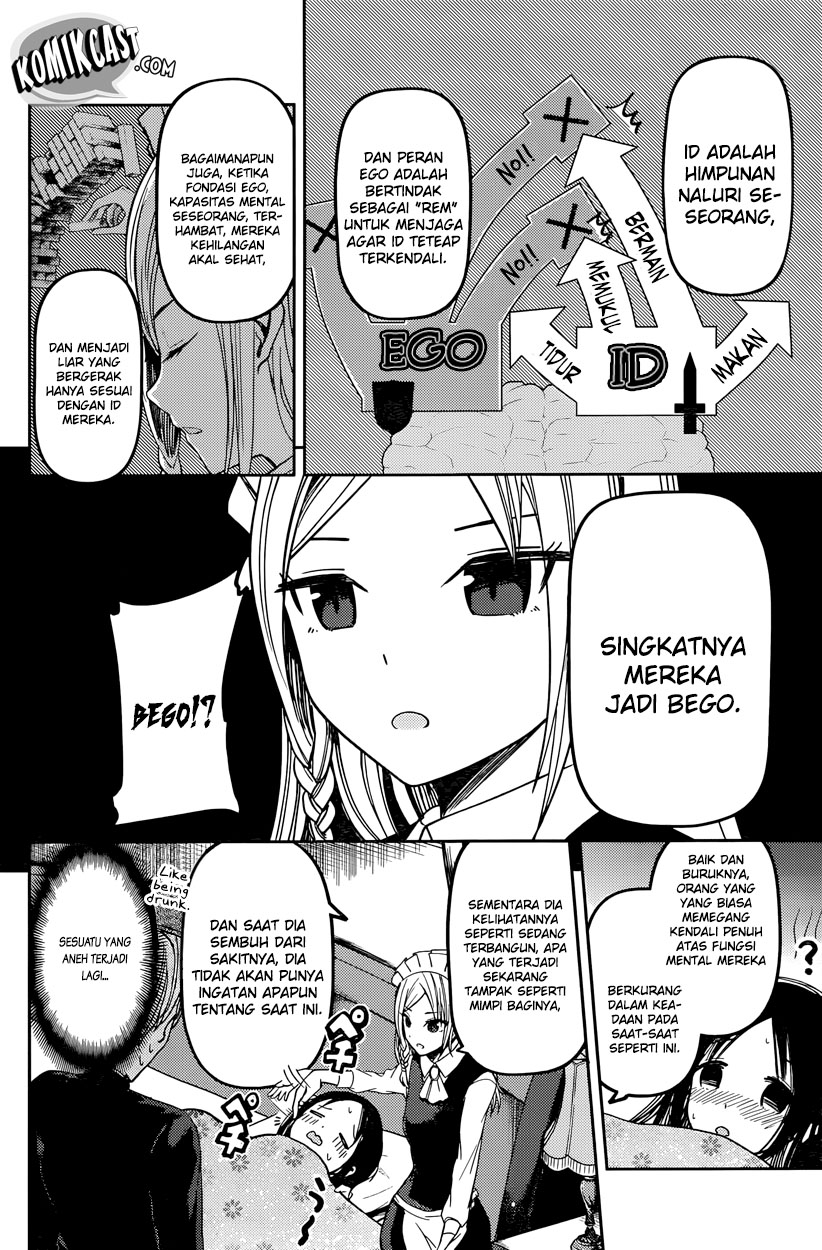 KOMIKCAST
.COM
ID ADALAH
HIMPUNAN
NALURI SE-
SEORANG,
DAN PERAN
EGO ADALAH
BERTINDAK
SEBAGAI "REM"
UNTUK MENJAGA
AGAR ID TETEAP
TERKENDALI.
NO!!
NO!!
BERMAIN
MEMUKUL
TIDUR
MAKAN
EGO
ID
BAGAIMANAPUN
JUGA, KETIKA
FONDASI EGO,
KAPASITAS MENTAL
SESEORANG, TER-
HAMBAT, MEREKA
KEHILANGAN
AKAL SEHAT,
DAN MENJADI
LIAR YANG
BERGERAK
HANYA SESUAI
DENGAN ID
MEREKA.
SINGKATNYA
MEREKA
JADI BEGO.
BEGO!?
BAIK DAN
BURUKNYA,
ORANG YANG
YANG BIASA
MEMEGANG
KENDALI PENUH
ATAS FUNGSI
MENTAL MEREKA
BERKURANG
DALAM KEA-
DAAN PADA
SAAT-SAAT
SEPERTI INI.
?
SEMENTARA DIA
KELIHATANNYA
SEPERTI SEDANG
TERBANGUN, APA
YANG TERJADI
SEKARANG
TAMPAK SEPERTI
MIMPI BAGINYA,
DAN SAAT DIA
SEMBUH DARI
SAKITNYA, DIA
TIDAK AKAN PUNYA
INGATAN APAPUN
TENTANG SAAT INI.
Like
being
drunk.
ペチ
ペチ
SESUATU YANG
ANEH TERJADI
LAGI...